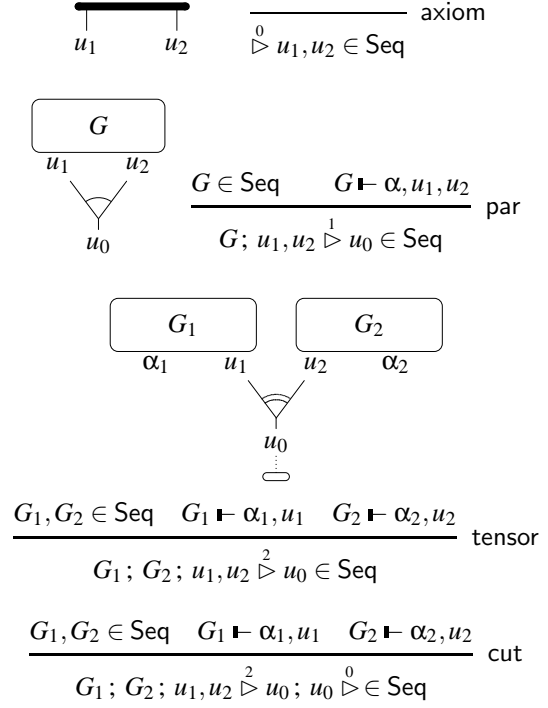 u₁ u₂
axiom
▷⁰ u₁, u₂ ∈ Seq
G
u₁ u₂
u₀
G ∈ Seq G ⊢ α, u₁, u₂
par
G ; u₁, u₂ ▷¹ u₀ ∈ Seq
G₁ G₂
α₁ u₁ u₂ α₂
u₀
G₁, G₂ ∈ Seq G₁ ⊢ α₁, u₁ G₂ ⊢ α₂, u₂
tensor
G₁ ; G₂ ; u₁, u₂ ▷² u₀ ∈ Seq
G₁, G₂ ∈ Seq G₁ ⊢ α₁, u₁ G₂ ⊢ α₂, u₂
cut
G₁ ; G₂ ; u₁, u₂ ▷² u₀ ; u₀ ▷⁰ ∈ Seq